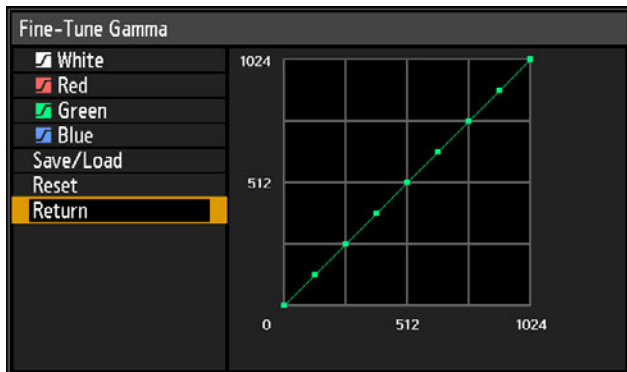 Fine-Tune Gamma
White
Red
Green
Blue
Save/Load
Reset
Return
1024
512
0 512 1024